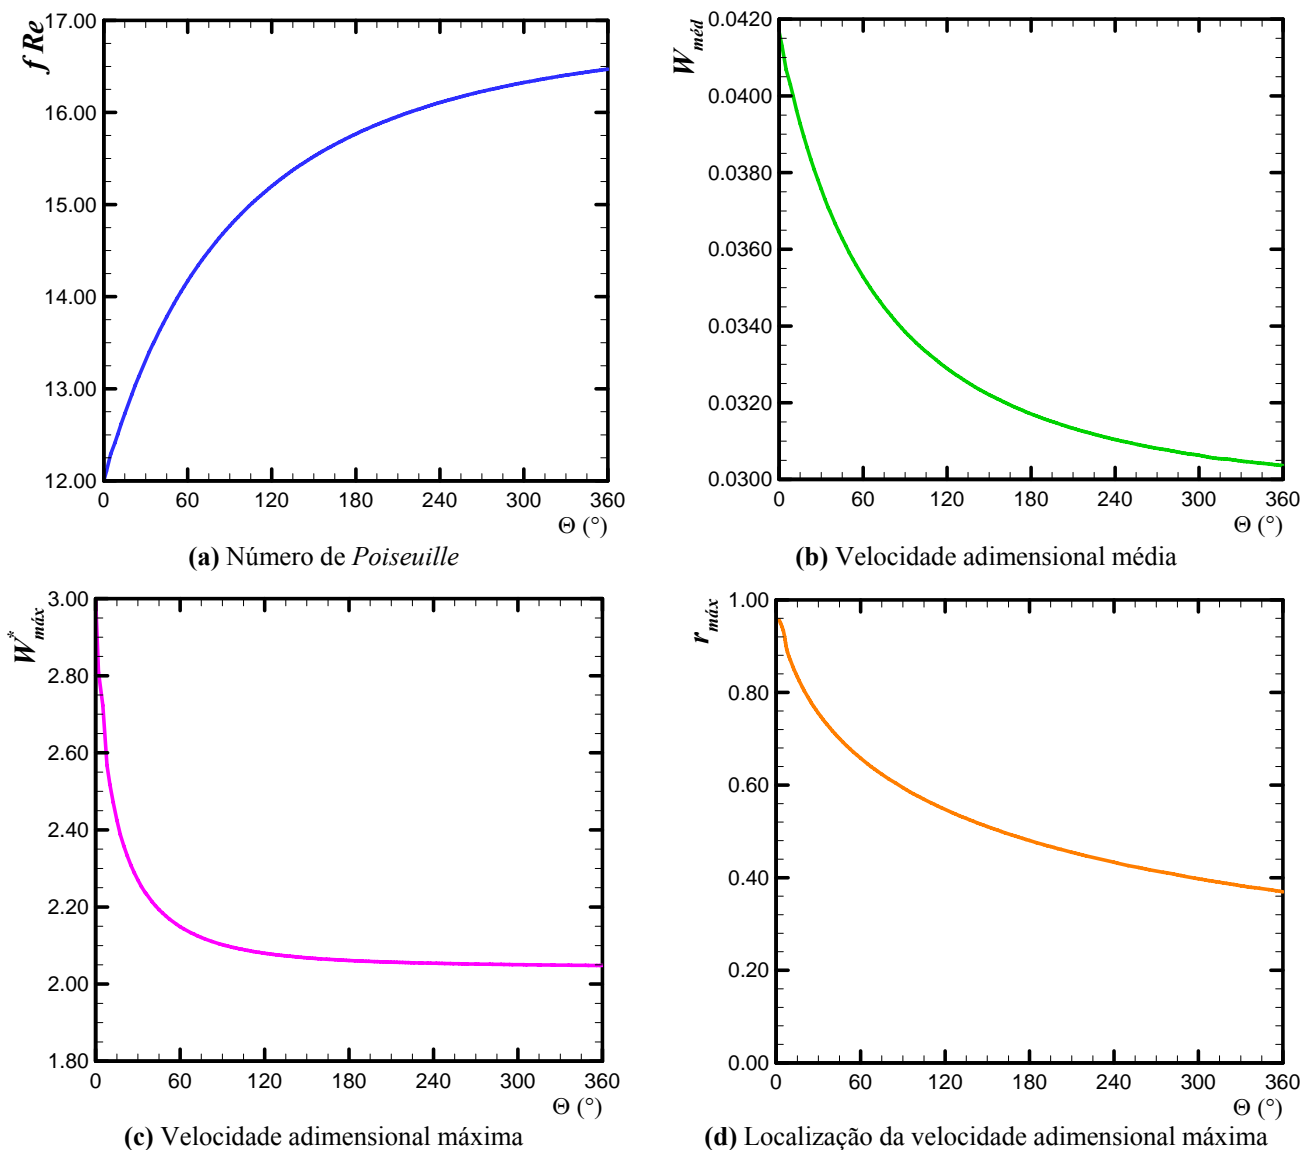 17.00
16.00
15.00
14.00
13.00
12.00
f Re
0 60 120 180 240 300 360
Θ (°)
(a) Número de Poiseuille
0.0420
0.0400
0.0380
0.0360
0.0340
0.0320
0.0300
W méd
0 60 120 180 240 300 360
Θ (°)
(b) Velocidade adimensional média
3.00
2.80
2.60
2.40
2.20
2.00
1.80
W* máx
0 60 120 180 240 300 360
Θ (°)
(c) Velocidade adimensional máxima
1.00
0.80
0.60
0.40
0.20
0.00
r máx
0 60 120 180 240 300 360
Θ (°)
(d) Localização da velocidade adimensional máxima